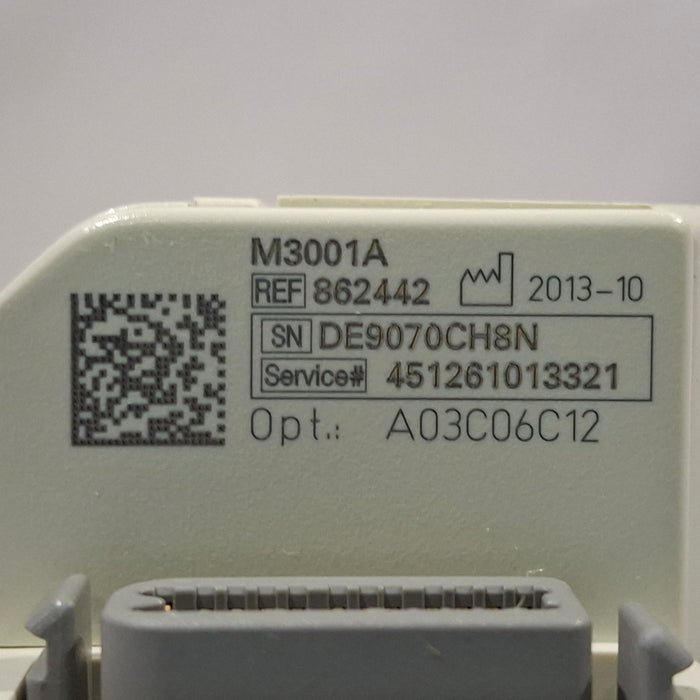 M3001A
REF 862442 2013-10
SN DE9070CH8N
Service# 451261013321
Opt.: A03C06C12